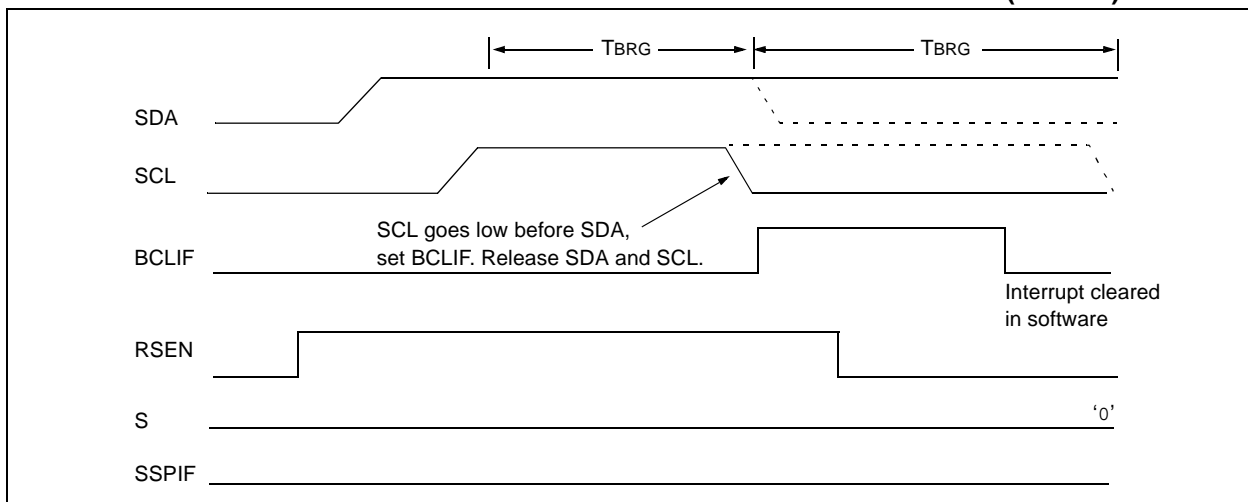 TBRG TBRG
SDA
SCL
SCL goes low before SDA,
set BCLIF. Release SDA and SCL.
BCLIF
Interrupt cleared
in software
RSEN
S ‘0’
SSPIF